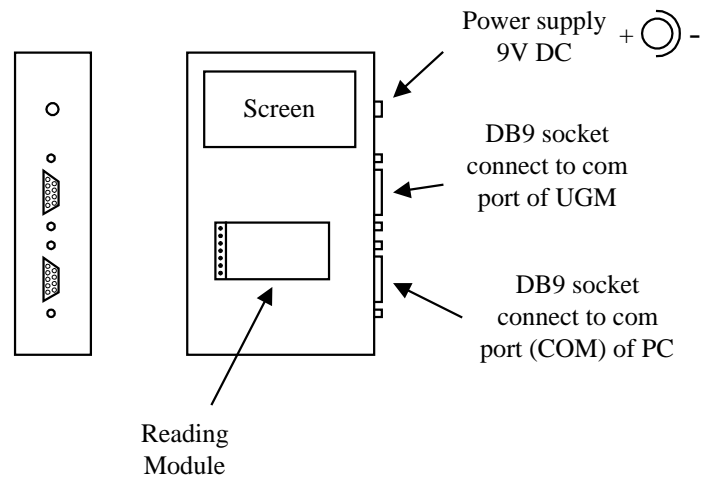 Power supply
9V DC
+ -
Screen
DB9 socket
connect to com
port of UGM
DB9 socket
connect to com
port (COM) of PC
Reading
Module